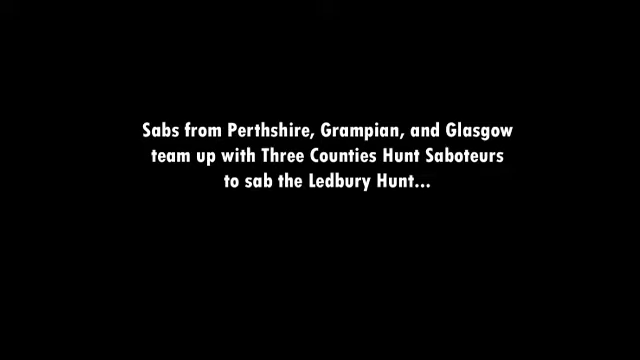 Sabs from Perthshire, Grampian, and Glasgow
team up with Three Counties Hunt Saboteurs
to sab the Ledbury Hunt...